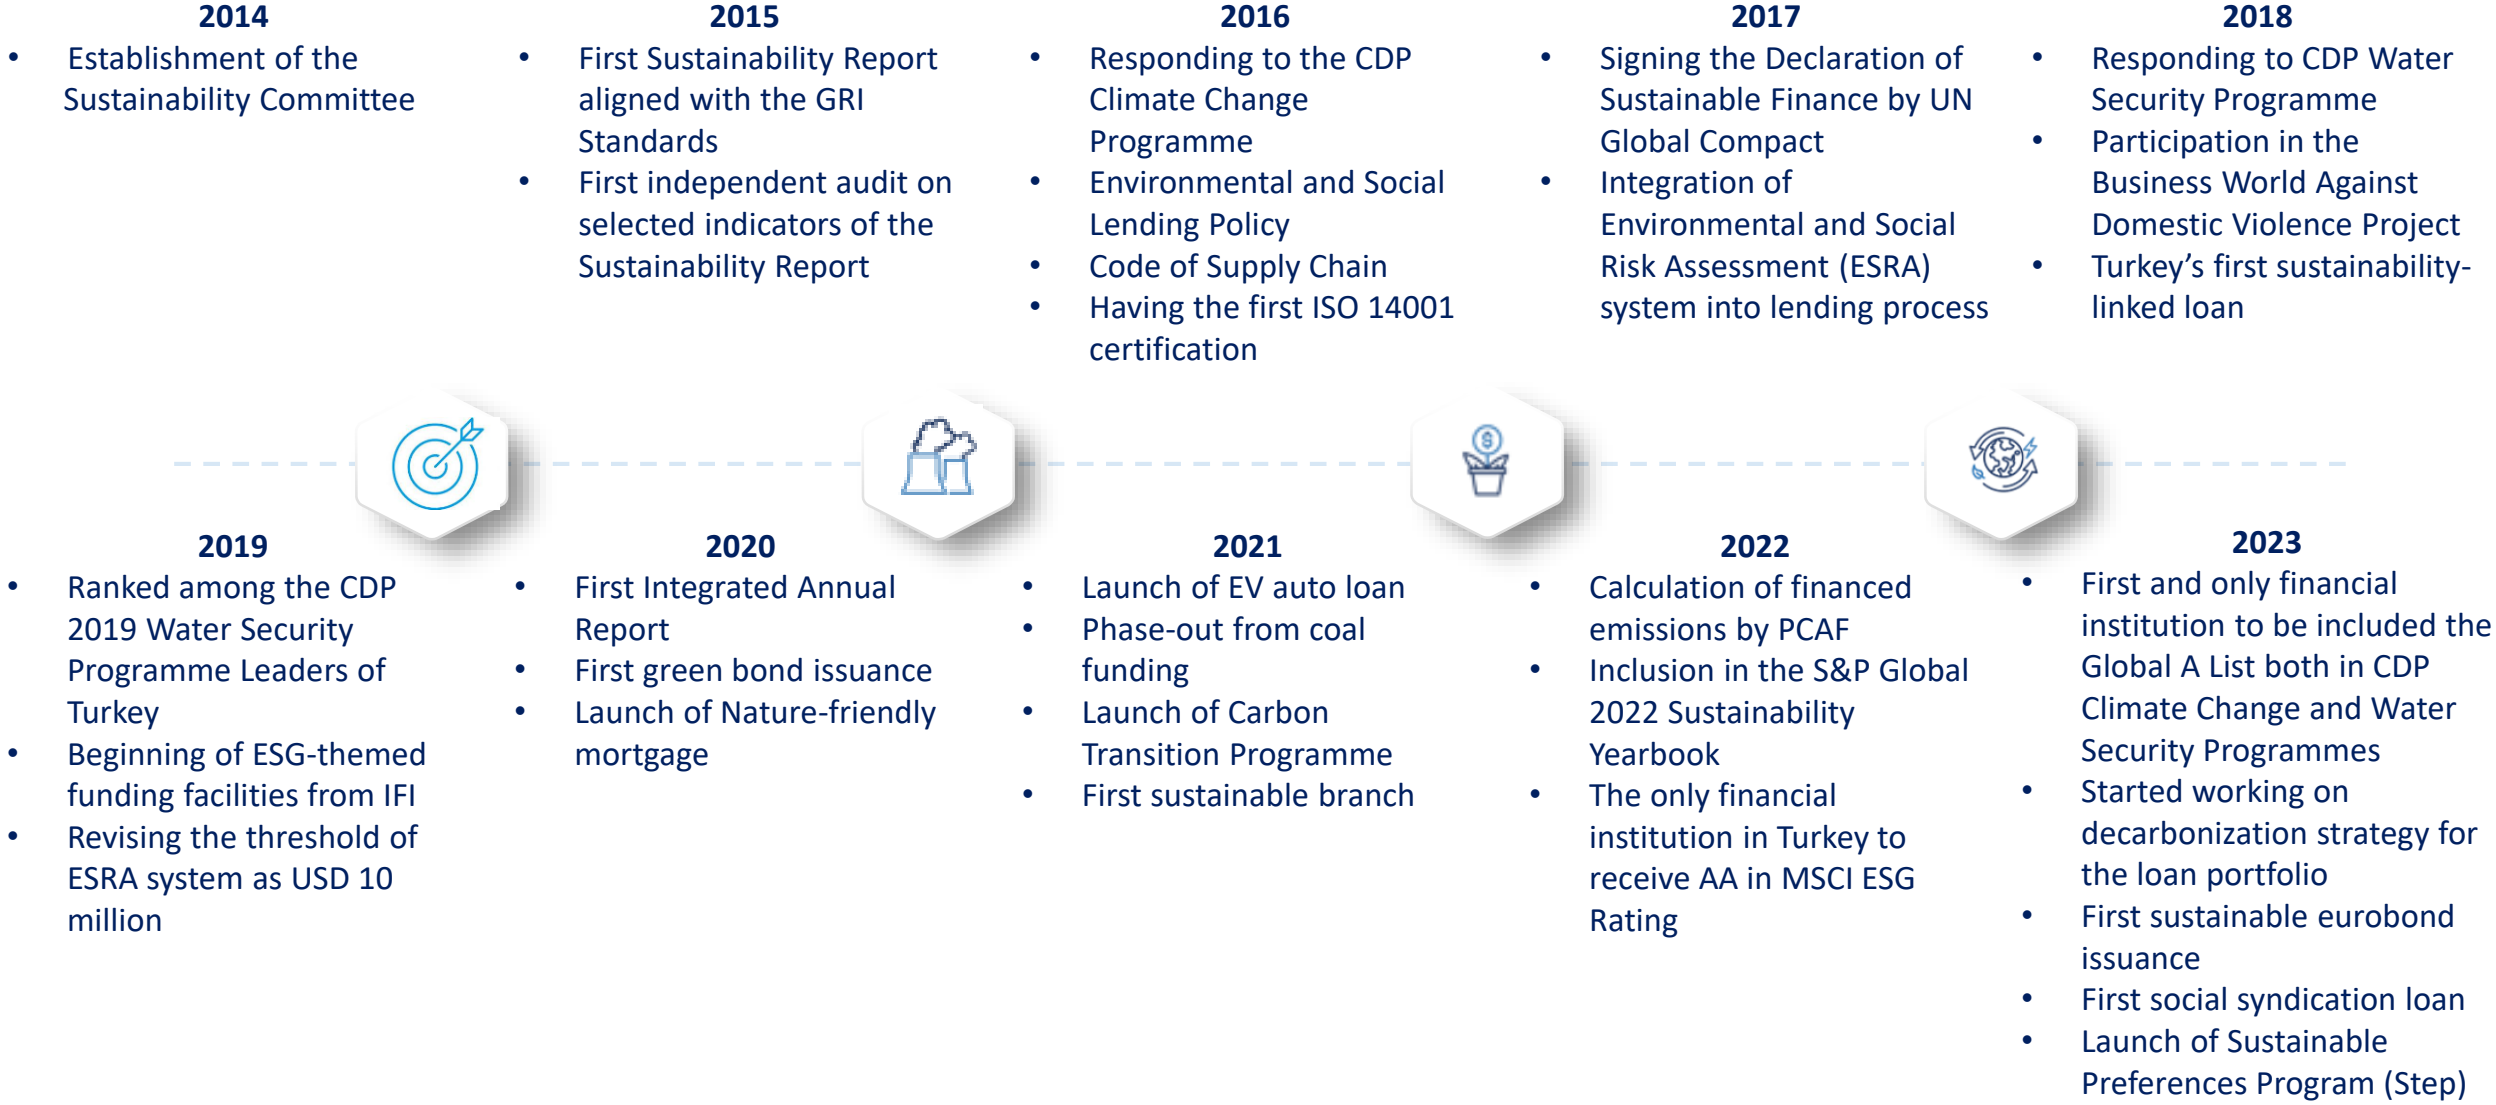 2014
• Establishment of the
Sustainability Committee
2015
• First Sustainability Report
aligned with the GRI
Standards
• First independent audit on
selected indicators of the
Sustainability Report
2016
• Responding to the CDP
Climate Change
Programme
• Environmental and Social
Lending Policy
• Code of Supply Chain
• Having the first ISO 14001
certification
2017
• Signing the Declaration of
Sustainable Finance by UN
Global Compact
• Integration of
Environmental and Social
Risk Assessment (ESRA)
system into lending process
2018
• Responding to CDP Water
Security Programme
• Participation in the
Business World Against
Domestic Violence Project
• Turkey’s first sustainability-
linked loan
2019
• Ranked among the CDP
2019 Water Security
Programme Leaders of
Turkey
• Beginning of ESG-themed
funding facilities from IFI
• Revising the threshold of
ESRA system as USD 10
million
2020
• First Integrated Annual
Report
• First green bond issuance
• Launch of Nature-friendly
mortgage
2021
• Launch of EV auto loan
• Phase-out from coal
funding
• Launch of Carbon
Transition Programme
• First sustainable branch
2022
• Calculation of financed
emissions by PCAF
• Inclusion in the S&P Global
2022 Sustainability
Yearbook
• The only financial
institution in Turkey to
receive AA in MSCI ESG
Rating
2023
• First and only financial
institution to be included the
Global A List both in CDP
Climate Change and Water
Security Programmes
• Started working on
decarbonization strategy for
the loan portfolio
• First sustainable eurobond
issuance
• First social syndication loan
• Launch of Sustainable
Preferences Program (Step)